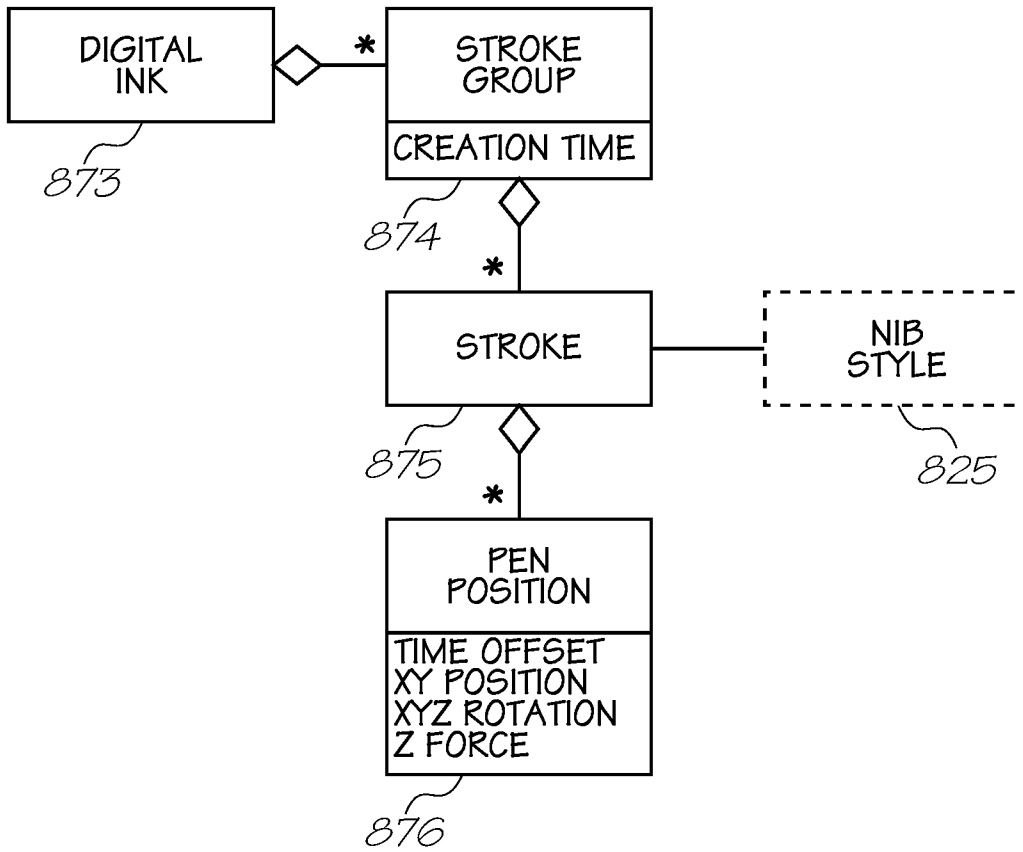 DIGITAL
INK
*
STROKE
GROUP
CREATION TIME
873
874
*
STROKE
NIB
STYLE
875
825
*
PEN
POSITION
TIME OFFSET
XY POSITION
XYZ ROTATION
Z FORCE
876